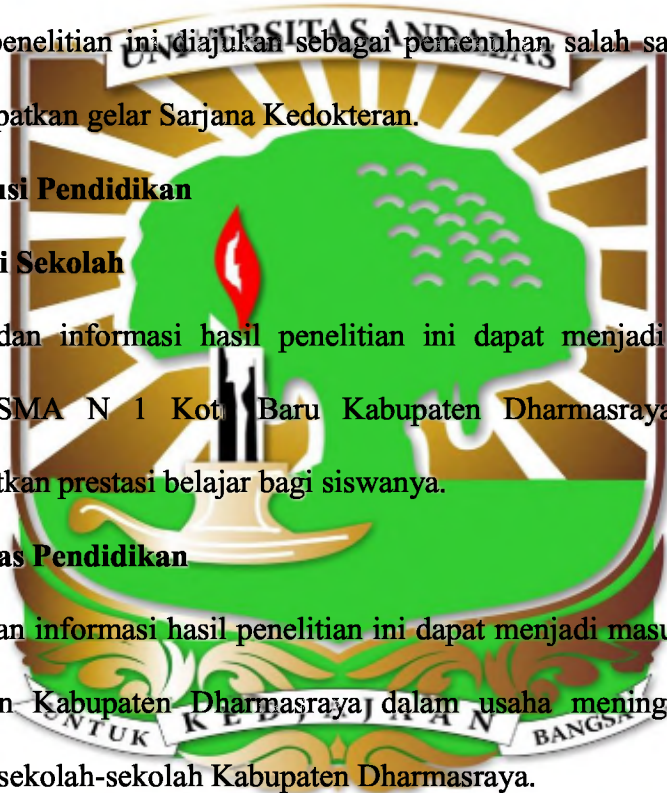 UNIVERSITAS ANDALAS
penelitian ini diajukan sebagai pemenuhan salah sa
patkan gelar Sarjana Kedokteran.
usi Pendidikan
i Sekolah
dan informasi hasil penelitian ini dapat menjadi
SMA N 1 Koto Baru Kabupaten Dharmasraya
tkan prestasi belajar bagi siswanya.
as Pendidikan
an informasi hasil penelitian ini dapat menjadi masu
n Kabupaten Dharmasraya dalam usaha mening
UNTUK KEDJAJAAN BANGSA
sekolah-sekolah Kabupaten Dharmasraya.